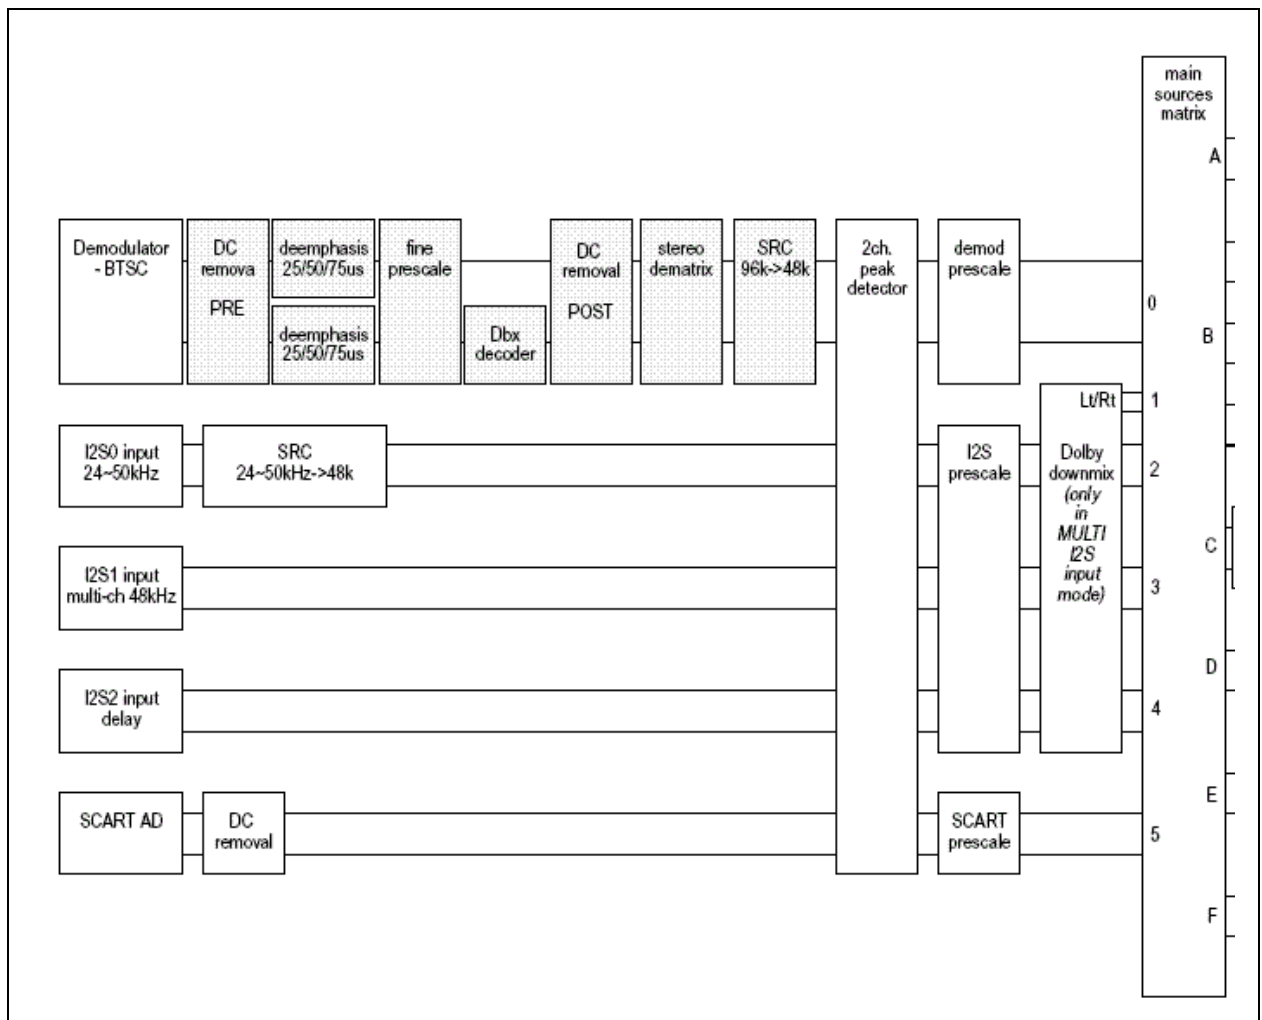 main
sources
matrix
A
Demodulator
- BTSC
DC
remova
PRE
deemphasis
25/50/75us
deemphasis
25/50/75us
fine
prescale
Dbx
decoder
DC
removal
POST
stereo
dematrix
SRC
96k->48k
2ch.
peak
detector
demod
prescale
0
B
Lt/Rt
1
I2S0 input
24~50kHz
SRC
24~50kHz->48k
I2S
prescale
Dolby
downmix
(only
in
MULTI
I2S
input
mode)
2
C
I2S1 input
multi-ch 48kHz
3
D
I2S2 input
delay
4
E
SCART AD
DC
removal
SCART
prescale
5
F